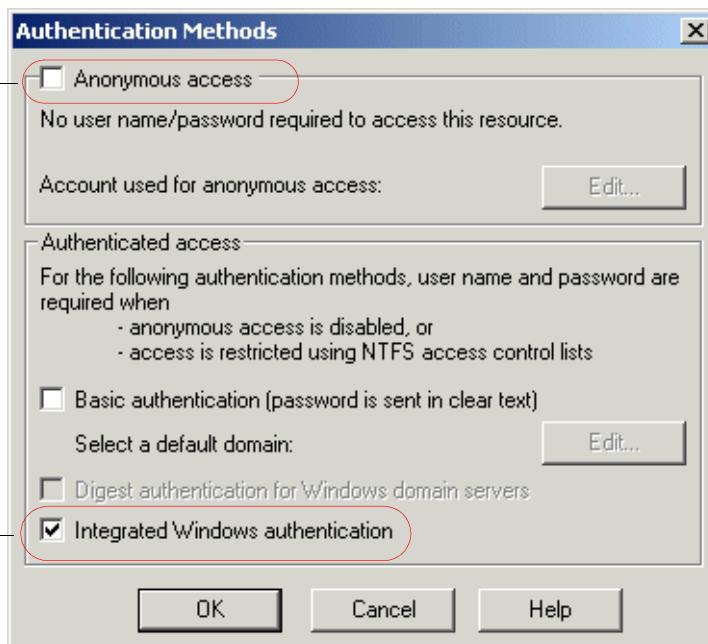 Authentication Methods
Anonymous access
No user name/password required to access this resource.
Account used for anonymous access:
Edit...
Authenticated access
For the following authentication methods, user name and password are
required when
- anonymous access is disabled, or
- access is restricted using NTFS access control lists
Basic authentication (password is sent in clear text)
Select a default domain:
Edit...
Digest authentication for Windows domain servers
Integrated Windows authentication
OK
Cancel
Help